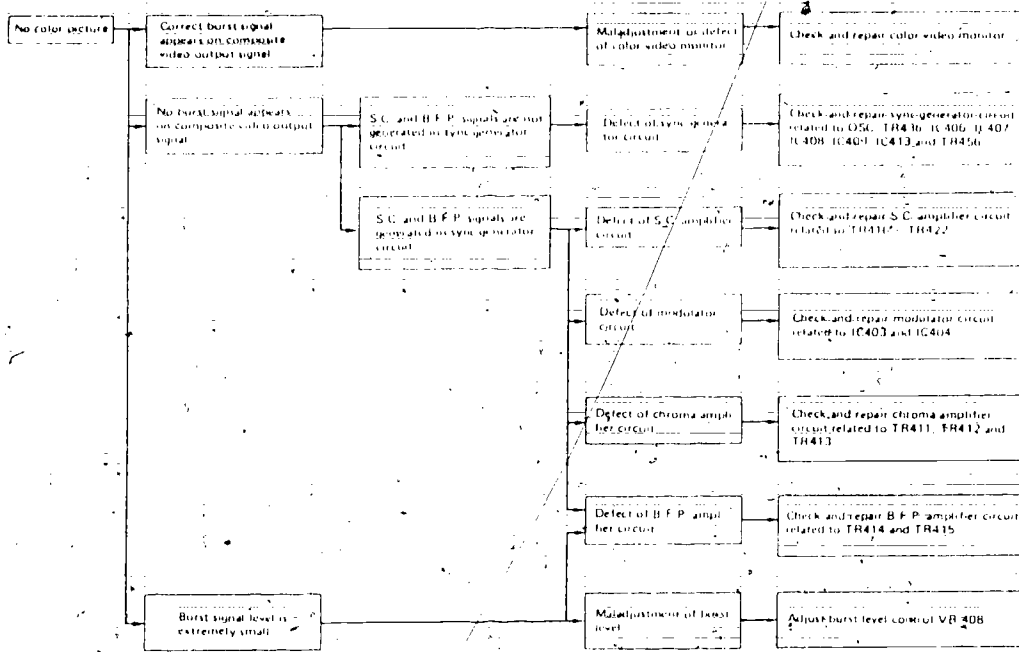 No color picture
Correct burst signal
appears on composite
video output signal
Maladjustment or defect
of color video monitor
Check and repair color video monitor
No burst signal appears
on composite video output
signal
S.C. and B.F.P. signals are not
generated in sync generator
circuit
Defect of sync genera
tor circuit
Check and repair sync generator circuit
related to OSC, TR436, IC406, IC407
IC408, IC409, IC413 and TR456
S.C. and B.F.P. signals are
generated in sync generator
circuit
Defect of S.C. amplifier
circuit
Check and repair S.C. amplifier circuit
related to TR422
Defect of modulator
circuit
Check and repair modulator circuit
related to IC403 and IC404
Defect of chroma ampli
fier circuit
Check and repair chroma amplifier
circuit related to TR411, TR412 and
TR413
Defect of B.F.P. ampli
fier circuit
Check and repair B.F.P. amplifier circuit
related to TR414 and TR415
Burst signal level is
extremely small
Maladjustment of burst
level
Adjust burst level control VR 408